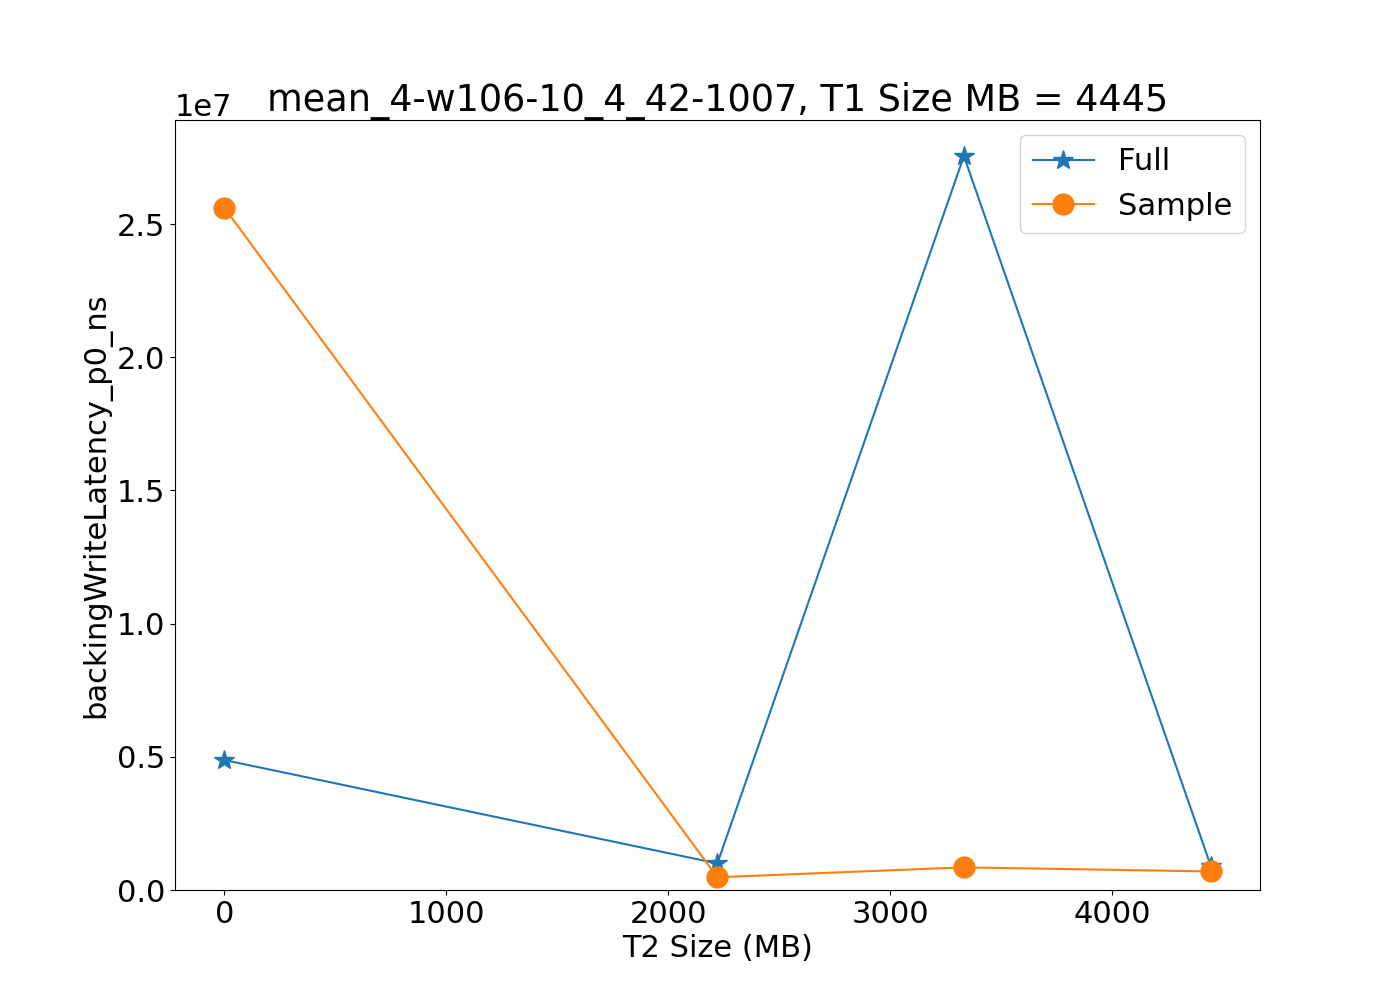 1e7
mean_4-w106-10_4_42-1007, T1 Size MB = 4445
Full
Sample
backingWriteLatency_p0_ns
2.5
2.0
1.5
1.0
0.5
0.0
0
1000
2000
3000
4000
T2 Size (MB)